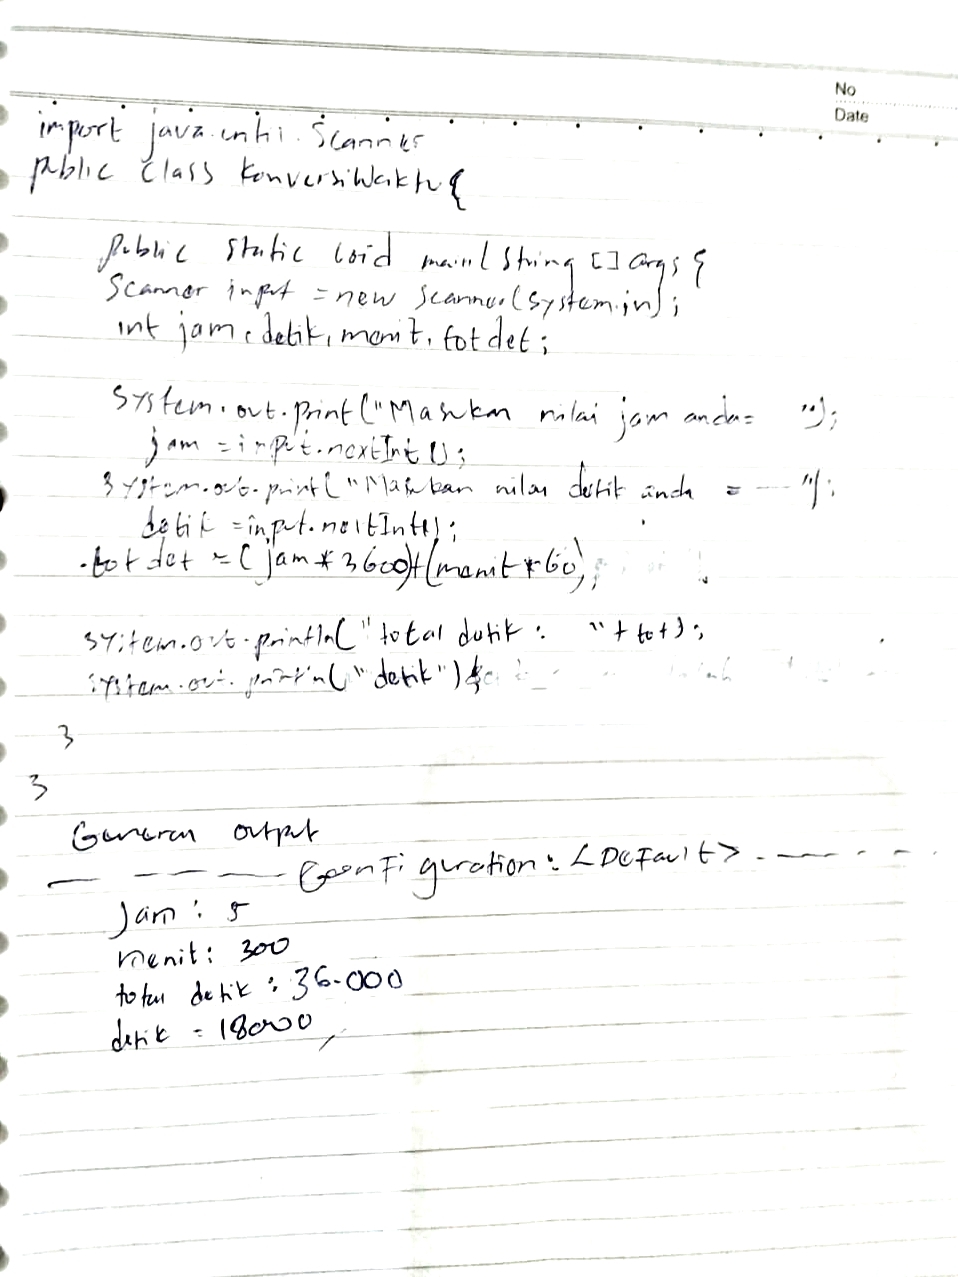 No
Date
import java.unti.Scanner
public class KonversiWaktu{
public static void main(String [] args {
Scanner input = new Scanner(System.in);
int jam, detik, menit, totdet;
System.out.print("Masukan nilai jam anda= ");
jam = input.nextInt();
System.out.print("Masukan nilai detik anda = --- ");
detik = input.nextInt();
totdet = (jam*3600)+(menit*60);
System.out.println("total detik: "+tot);
System.out.println("detik")
}
}
General output
— — — — — Configuration: <Default> - — - - -
Jam : 5
menit : 300
total detik : 36.000
detik = 18000